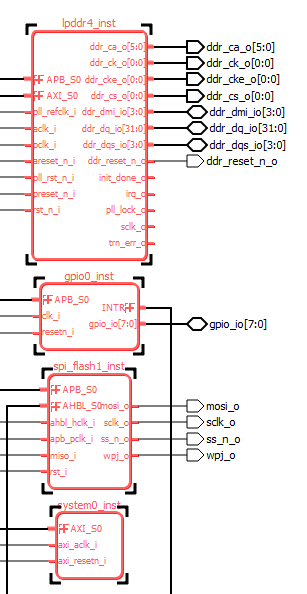 lpddr4_inst
ddr_ca_o[5:0] ddr_ca_o[5:0]
ddr_ck_o[0:0] ddr_ck_o[0:0]
APB_S0 ddr_cke_o[0:0] ddr_cke_o[0:0]
AXI_S0 ddr_cs_o[0:0] ddr_cs_o[0:0]
pll_refclk_i ddr_dmi_io[3:0] ddr_dmi_io[3:0]
aclk_i ddr_dq_io[31:0] ddr_dq_io[31:0]
pclk_i ddr_dqs_io[3:0] ddr_dqs_io[3:0]
areset_n_i ddr_reset_n_o ddr_reset_n_o
pll_rst_n_i init_done_o
preset_n_i irq_o
rst_n_i pll_lock_o
sclk_o
trn_err_o
gpio0_inst
APB_S0 INTR
clk_i gpio_io[7:0] gpio_io[7:0]
resetn_i
spi_flash1_inst
APB_S0
AHBL_S0 mosi_o mosi_o
ahbl_hclk_i sclk_o sclk_o
apb_pclk_i ss_n_o ss_n_o
miso_i wpj_o wpj_o
rst_i
system0_inst
AXI_S0
axi_aclk_i
axi_resetn_i